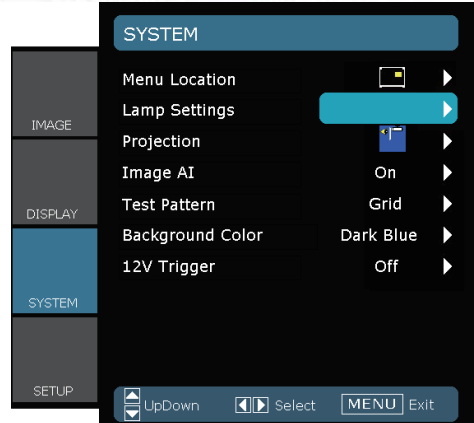 SYSTEM
Menu Location
Lamp Settings
IMAGE
Projection
Image AI On
Test Pattern Grid
DISPLAY
Background Color Dark Blue
12V Trigger Off
SYSTEM
SETUP
UpDown Select MENU Exit